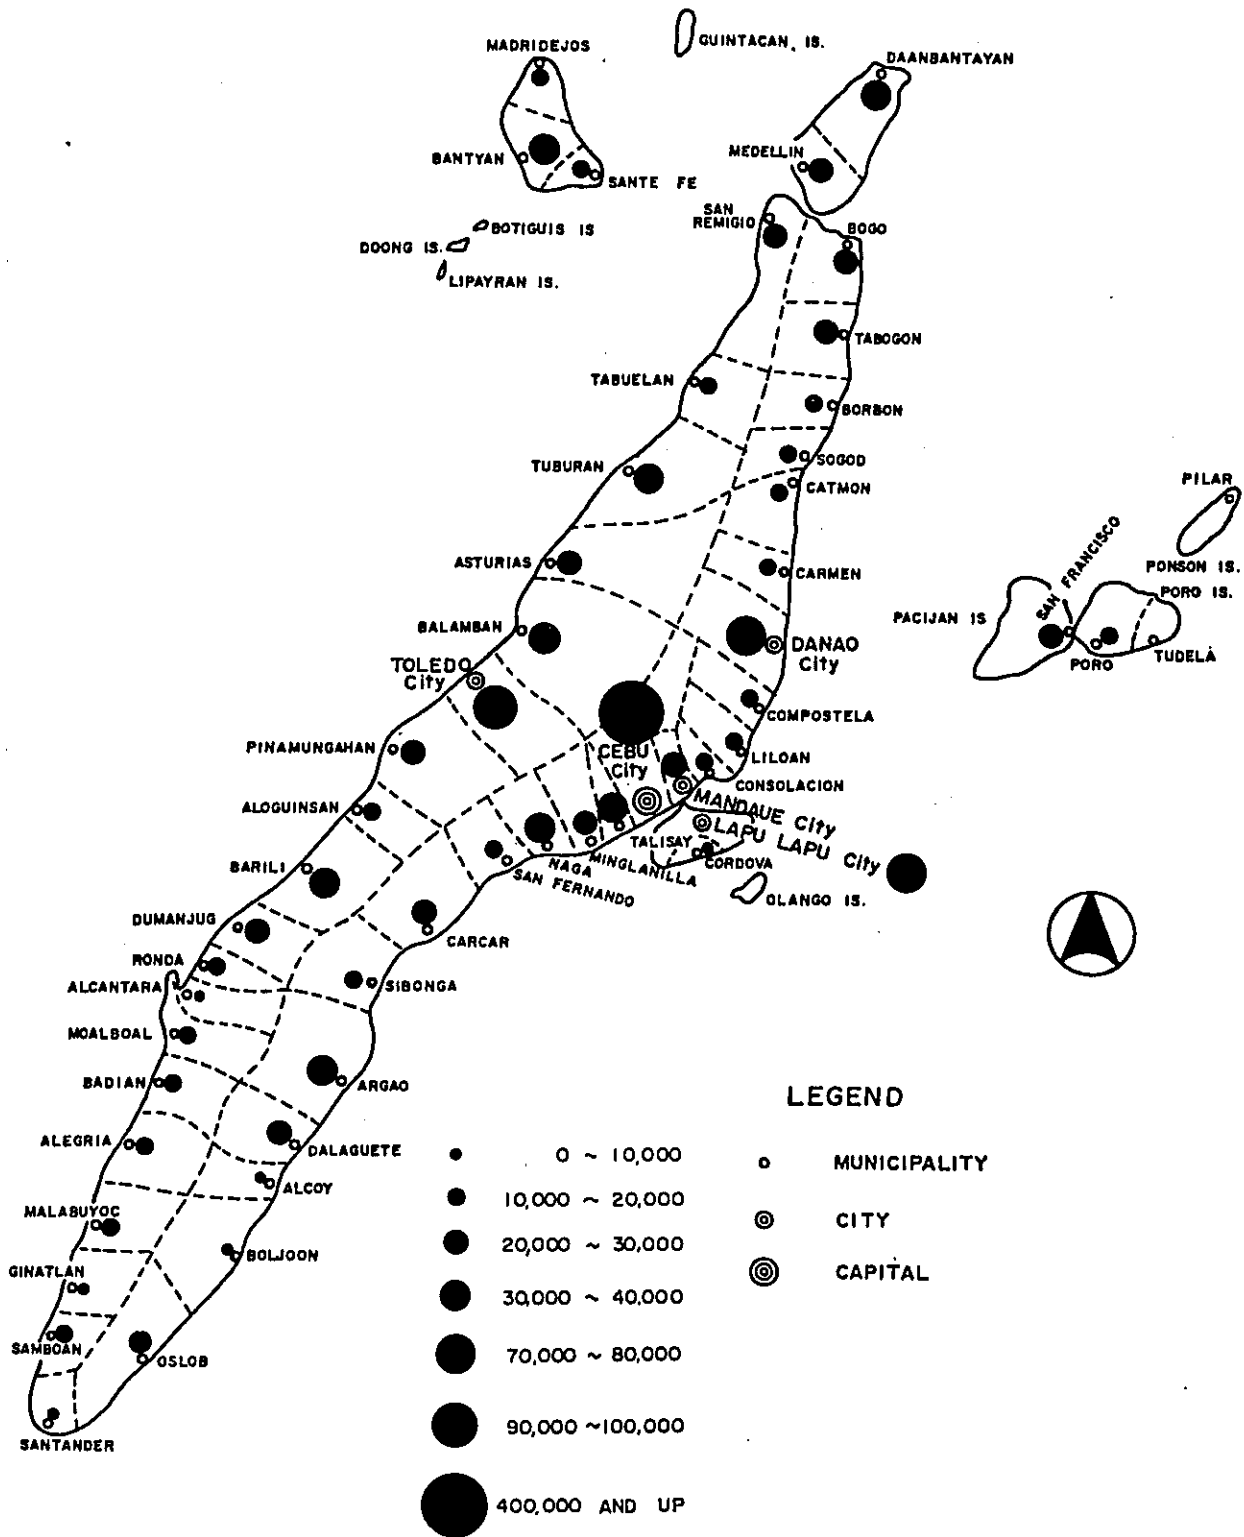 GUINTACAN, IS.
MADRIDEJOS
DAANBANTAYAN
BANTYAN
SANTE FE
MEDELLIN
SAN
REMIGIO
BOGO
BOTIGUIS IS
DOONG IS.
LIPAYRAN IS.
TABOGON
TABUELAN
BORBON
SOGOD
TUBURAN
CATMON
PILAR
ASTURIAS
CARMEN
SAN FRANCISCO
PONSON IS.
PORO IS.
PACIJAN IS
BALAMBAN
DANAO
City
PORO
TUDELA
TOLEDO
City
COMPOSTELA
PINAMUNGAHAN
CEBU
City
LILOAN
CONSOLACION
MANDAUE City
ALOGUINSAN
LAPU LAPU City
TALISAY
CORDOVA
MINGLANILLA
NAGA
SAN FERNANDO
OLANGO IS.
BARILI
DUMANJUG
CARCAR
RONDA
ALCANTARA
SIBONGA
MOALBOAL
BADIAN
ARGAO
ALEGRIA
DALAGUETE
ALCOY
MALABUYOC
BOLJOON
GINATLAN
SAMBOAN
OSLOB
SANTANDER
LEGEND
0 ~ 10,000
10,000 ~ 20,000
20,000 ~ 30,000
30,000 ~ 40,000
70,000 ~ 80,000
90,000 ~100,000
400,000 AND UP
MUNICIPALITY
CITY
CAPITAL